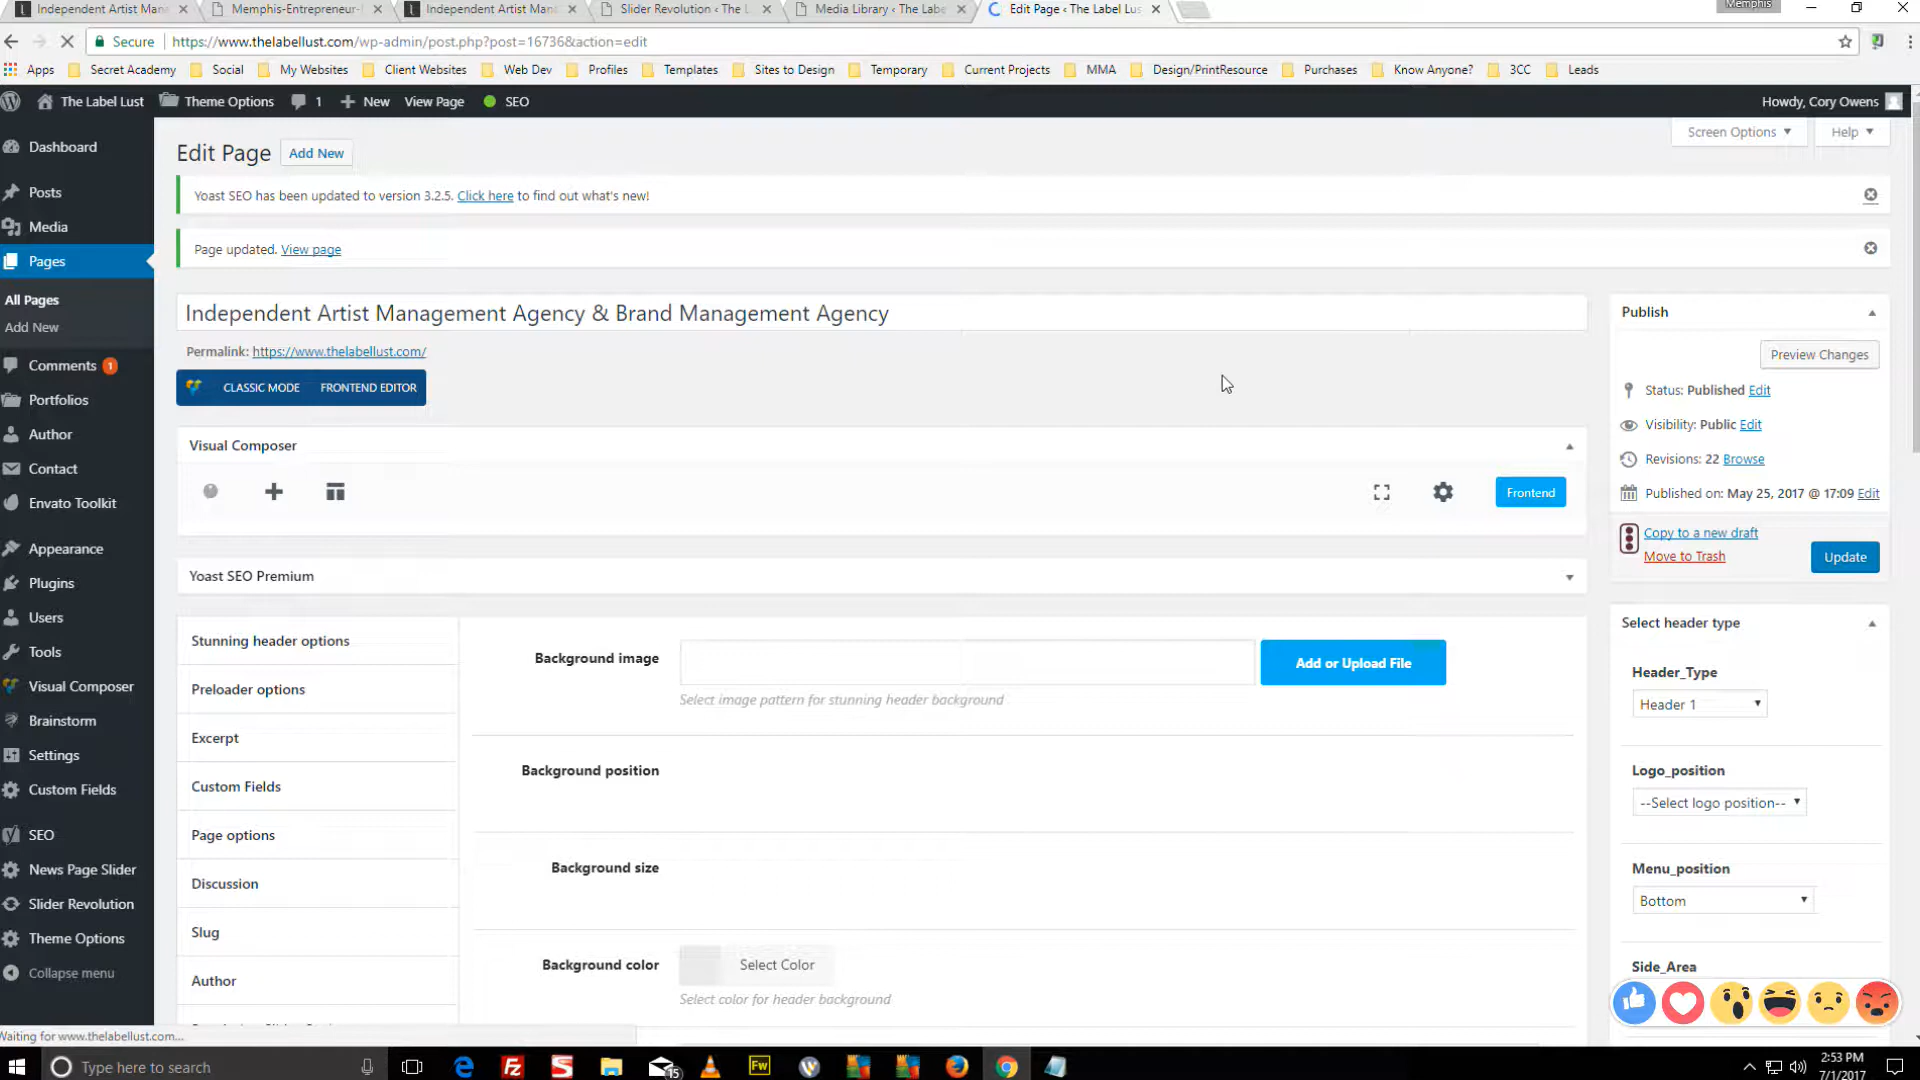 Independent Artist Man
Memphis-Entrepreneur-
Independent Artist Man
Slider Revolution ‹ The L
Media Library ‹ The Labe
Edit Page ‹ The Label Lus
Memphis
Secure
https://www.thelabellust.com/wp-admin/post.php?post=16736&action=edit
Apps Secret Academy Social My Websites Client Websites Web Dev Profiles Templates Sites to Design Temporary Current Projects MMA Design/PrintResource Purchases Know Anyone? 3CC Leads
The Label Lust Theme Options 1 New View Page SEO Howdy, Cory Owens
Screen Options Help
Dashboard
Posts
Media
Pages
All Pages
Add New
Comments 1
Portfolios
Author
Contact
Envato Toolkit
Appearance
Plugins
Users
Tools
Visual Composer
Brainstorm
Settings
Custom Fields
SEO
News Page Slider
Slider Revolution
Theme Options
Collapse menu
Edit Page Add New
Yoast SEO has been updated to version 3.2.5. Click here to find out what's new!
Page updated. View page
Independent Artist Management Agency & Brand Management Agency
Permalink: https://www.thelabellust.com/
CLASSIC MODE FRONTEND EDITOR
Visual Composer
Frontend
Yoast SEO Premium
Stunning header options
Preloader options
Excerpt
Custom Fields
Page options
Discussion
Slug
Author
Background image
Add or Upload File
Select image pattern for stunning header background
Background position
Background size
Background color
Select Color
Select color for header background
Publish
Preview Changes
Status: Published Edit
Visibility: Public Edit
Revisions: 22 Browse
Published on: May 25, 2017 @ 17:09 Edit
Copy to a new draft
Move to Trash
Update
Select header type
Header_Type
Header 1
Logo_position
--Select logo position--
Menu_position
Bottom
Side_Area
Waiting for www.thelabellust.com...
Type here to search
15
Fw
2:53 PM
7/1/2017